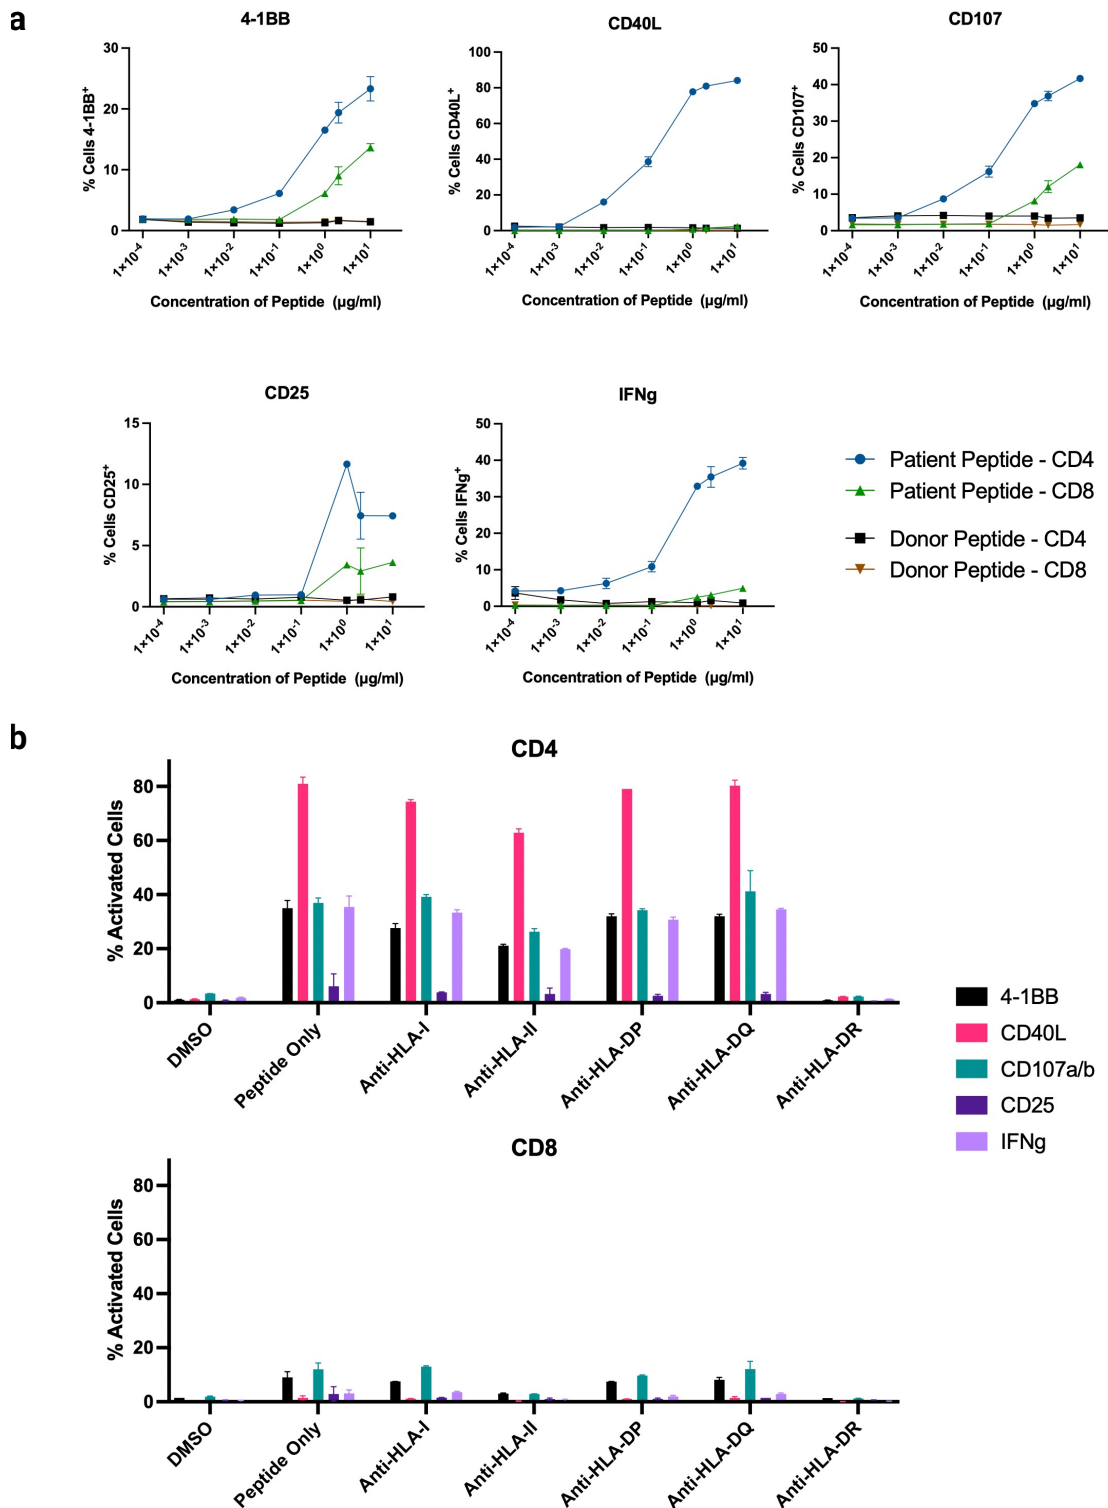 a
4-1BB
% Cells 4-1BB⁺
30
20
10
0
1×10⁻⁴
1×10⁻³
1×10⁻²
1×10⁻¹
1×10⁰
1×10¹
Concentration of Peptide (µg/ml)
CD40L
% Cells CD40L⁺
100
80
60
40
20
0
1×10⁻⁴
1×10⁻³
1×10⁻²
1×10⁻¹
1×10⁰
1×10¹
Concentration of Peptide (µg/ml)
CD107
% Cells CD107⁺
50
40
30
20
10
0
1×10⁻⁴
1×10⁻³
1×10⁻²
1×10⁻¹
1×10⁰
1×10¹
Concentration of Peptide (µg/ml)
CD25
% Cells CD25⁺
15
10
5
0
1×10⁻⁴
1×10⁻³
1×10⁻²
1×10⁻¹
1×10⁰
1×10¹
Concentration of Peptide (µg/ml)
IFNg
% Cells IFNg⁺
50
40
30
20
10
0
1×10⁻⁴
1×10⁻³
1×10⁻²
1×10⁻¹
1×10⁰
1×10¹
Concentration of Peptide (µg/ml)
Patient Peptide - CD4
Patient Peptide - CD8
Donor Peptide - CD4
Donor Peptide - CD8
b
CD4
% Activated Cells
80
60
40
20
0
DMSO
Peptide Only
Anti-HLA-I
Anti-HLA-II
Anti-HLA-DP
Anti-HLA-DQ
Anti-HLA-DR
4-1BB
CD40L
CD107a/b
CD25
IFNg
CD8
% Activated Cells
80
60
40
20
0
DMSO
Peptide Only
Anti-HLA-I
Anti-HLA-II
Anti-HLA-DP
Anti-HLA-DQ
Anti-HLA-DR